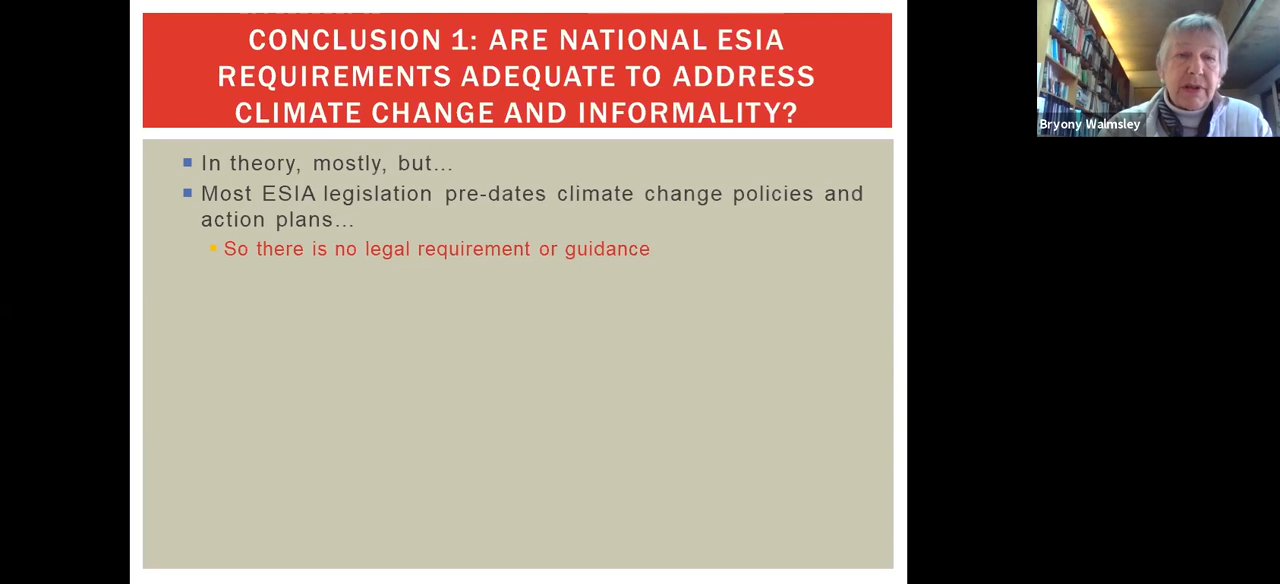 CONCLUSION 1: ARE NATIONAL ESIA
REQUIREMENTS ADEQUATE TO ADDRESS
CLIMATE CHANGE AND INFORMALITY?
In theory, mostly, but...
Most ESIA legislation pre-dates climate change policies and
action plans...
So there is no legal requirement or guidance
Bryony Walmsley